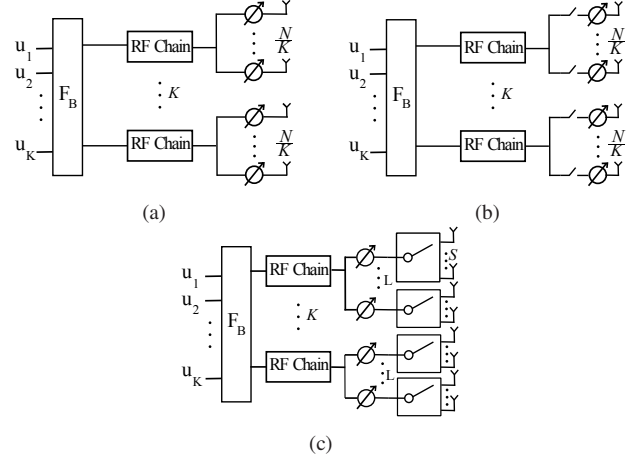 u1
u2
uK
FB
RF Chain
K
RF Chain
N/K
N/K
(a)
u1
u2
uK
FB
RF Chain
K
RF Chain
N/K
N/K
(b)
u1
u2
uK
FB
RF Chain
K
RF Chain
L
L
S
(c)